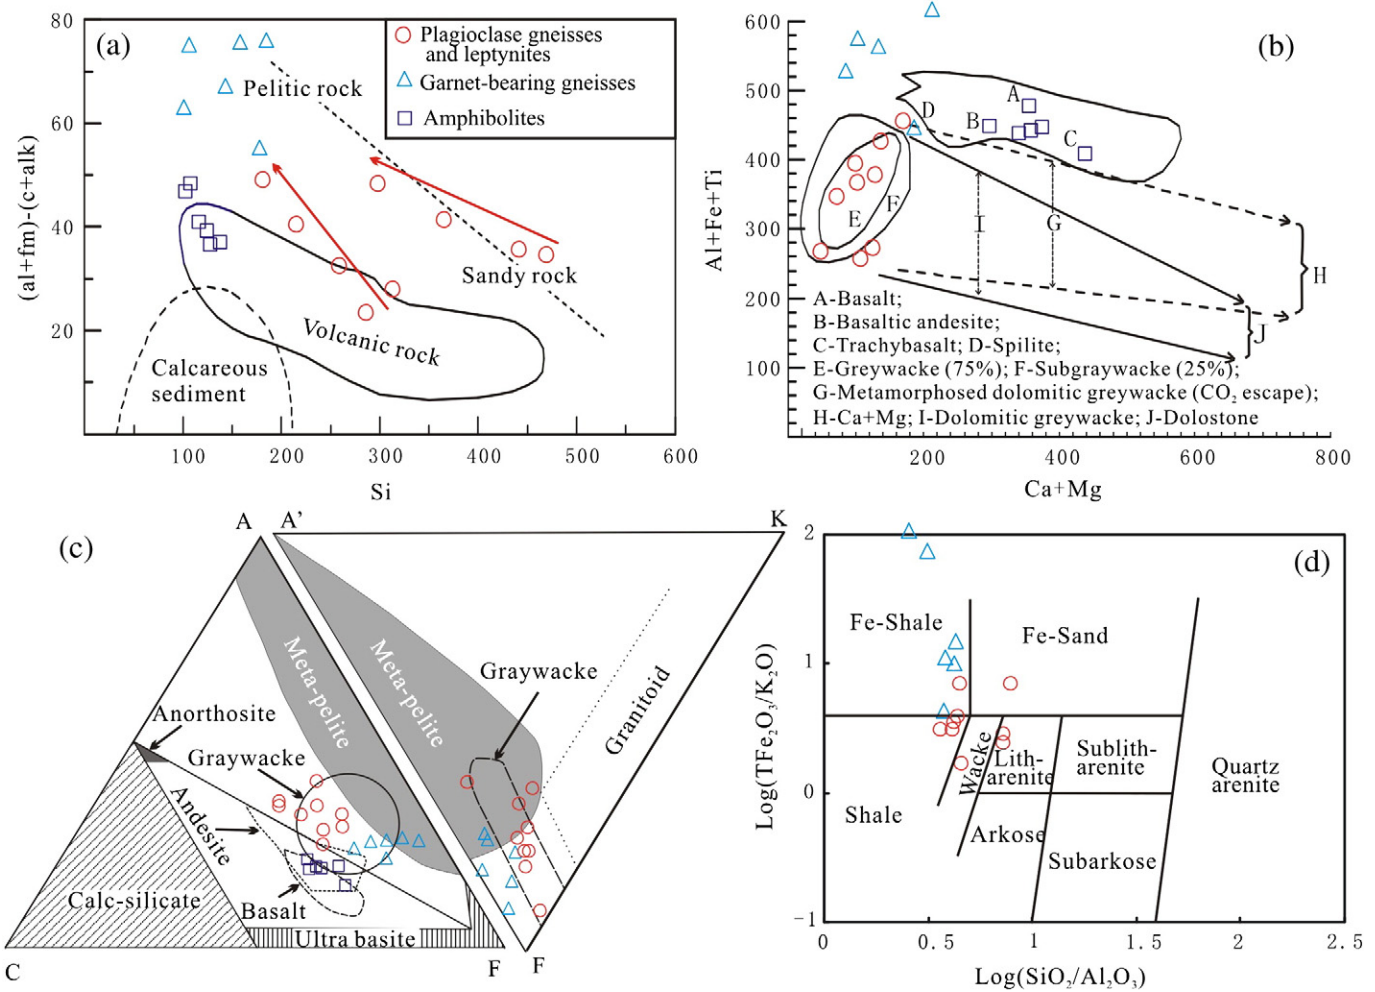 (a)
80
60
40
20
(al+fm)-(c+alk)
Plagioclase gneisses
and leptynites
Garnet-bearing gneisses
Amphibolites
Pelitic rock
Sandy rock
Volcanic rock
Calcareous
sediment
100 200 300 400 500 600
Si
(b)
600
500
400
300
200
100
Al+Fe+Ti
A
B
C
D
E
F
I
G
H
J
A-Basalt;
B-Basaltic andesite;
C-Trachybasalt; D-Spilite;
E-Greywacke (75%); F-Subgraywacke (25%);
G-Metamorphosed dolomitic greywacke (CO₂ escape);
H-Ca+Mg; I-Dolomitic greywacke; J-Dolostone
200 400 600 800
Ca+Mg
(c)
A A' K
Meta-pelite
Meta-pelite
Graywacke
Granitoid
Anorthosite
Graywacke
Andesite
Basalt
Calc-silicate
Ultra basite
C F F
(d)
2
1
0
-1
Log(TFe₂O₃/K₂O)
Fe-Shale
Fe-Sand
Wacke
Lith-
arenite
Sublith-
arenite
Quartz
arenite
Shale
Arkose
Subarkose
0 0.5 1 1.5 2 2.5
Log(SiO₂/Al₂O₃)